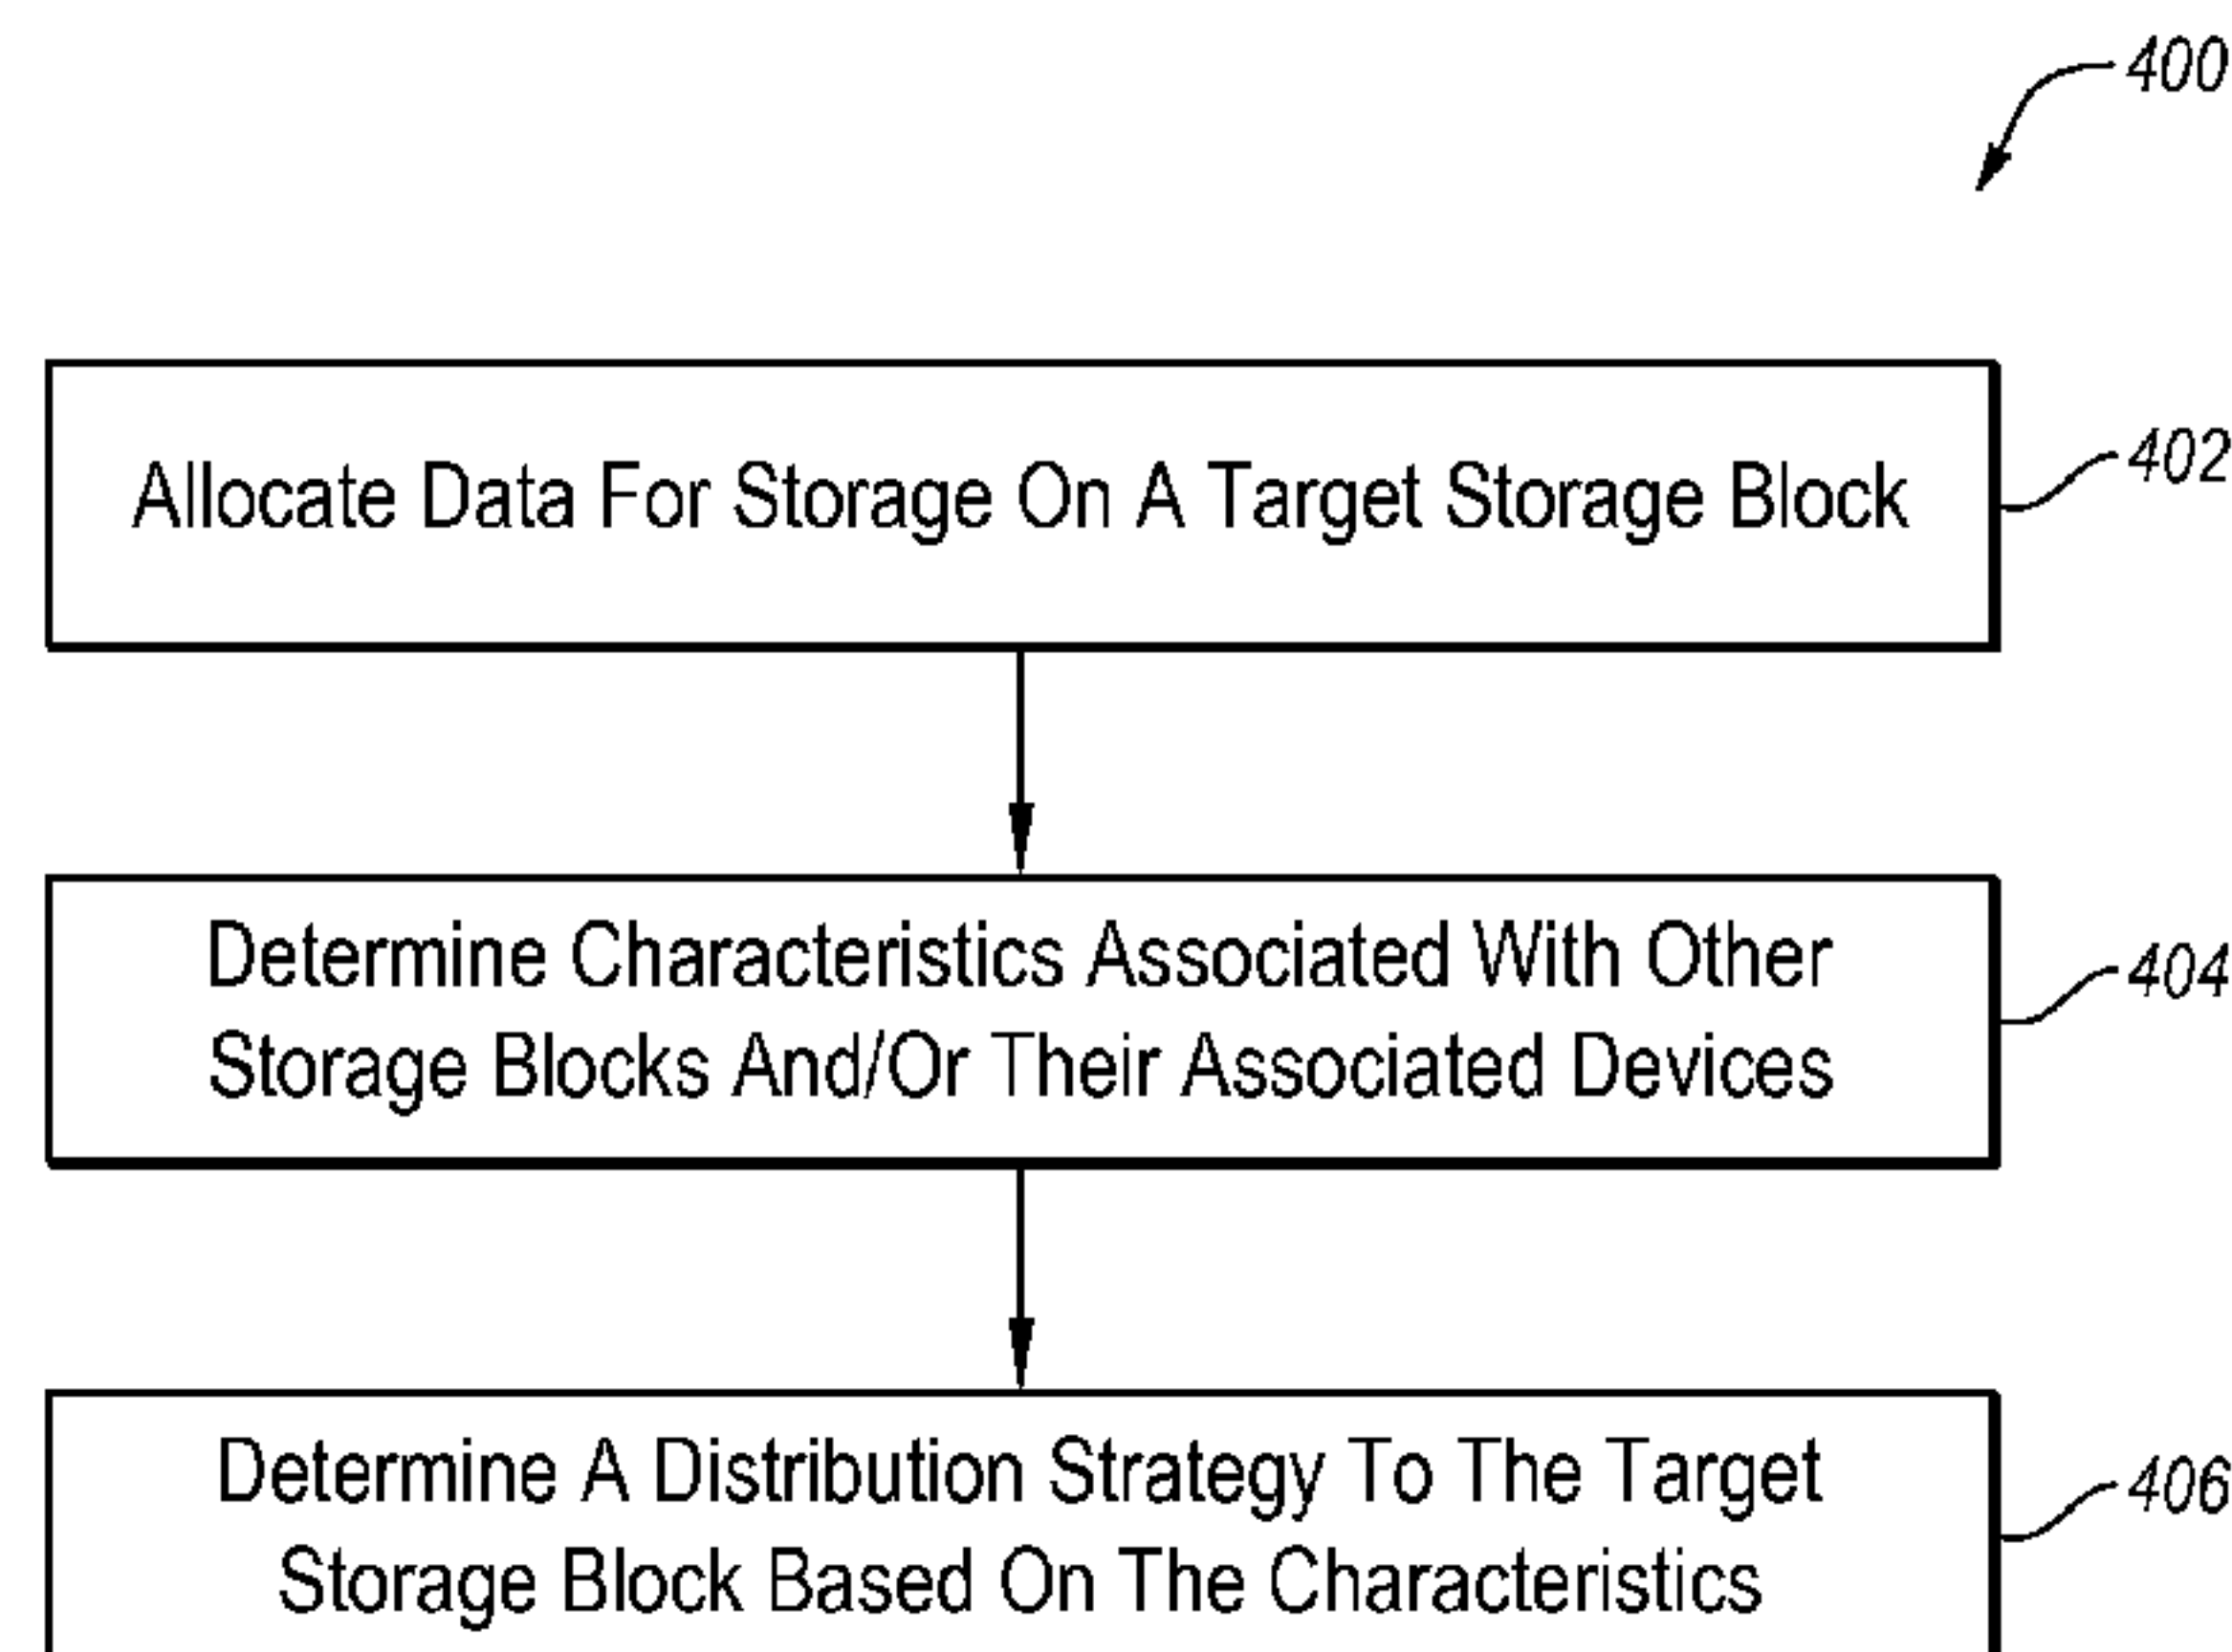 400
Allocate Data For Storage On A Target Storage Block
402
Determine Characteristics Associated With Other
Storage Blocks And/Or Their Associated Devices
404
Determine A Distribution Strategy To The Target
Storage Block Based On The Characteristics
406